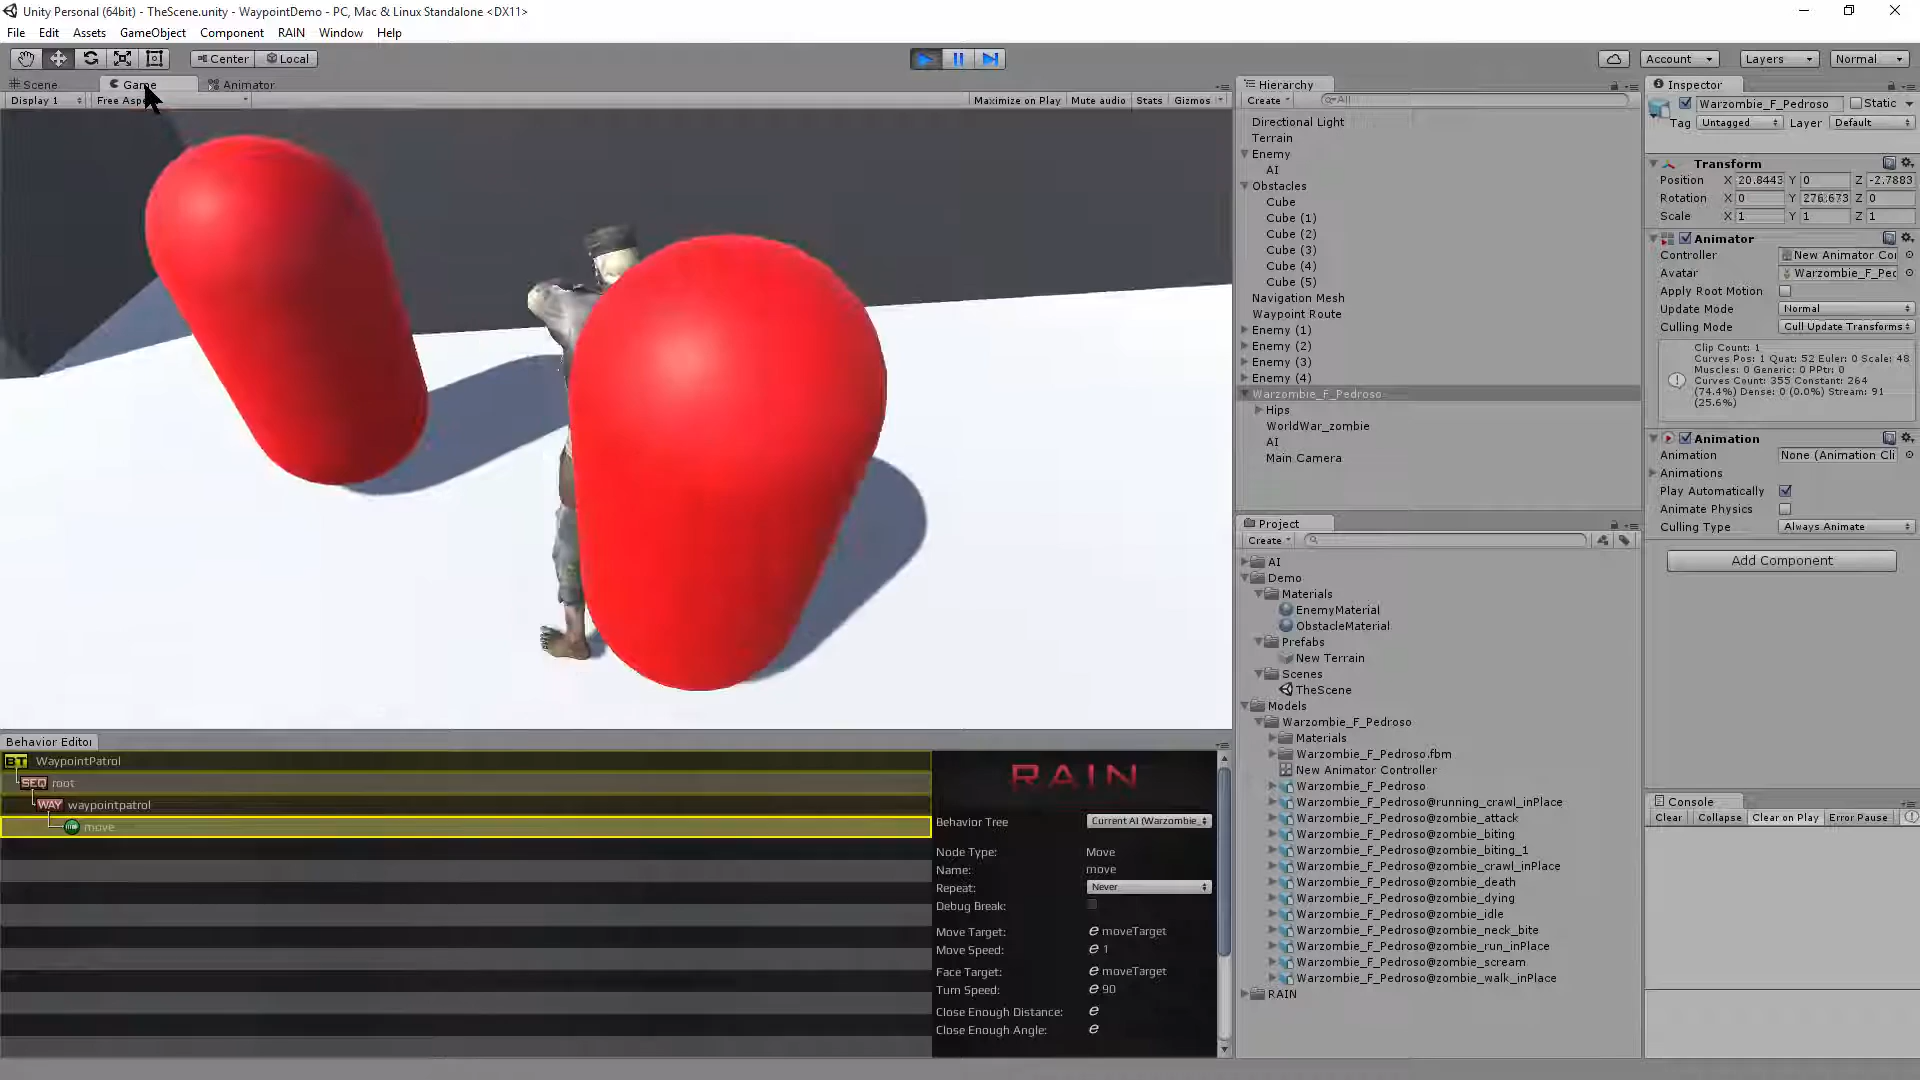 Unity Personal (64bit) - TheScene.unity - WaypointDemo - PC, Mac & Linux Standalone <DX11>
File Edit Assets GameObject Component RAIN Window Help
Center Local Account Layers Normal
Scene Game Animator
Display 1 Free Maximize on Play Mute audio Stats Gizmos
Hierarchy
Create All
Directional Light
Terrain
Enemy
AI
Obstacles
Cube
Cube (1)
Cube (2)
Cube (3)
Cube (4)
Cube (5)
Navigation Mesh
Waypoint Route
Enemy (1)
Enemy (2)
Enemy (3)
Enemy (4)
Warzombie_F_Pedroso
Hips
WorldWar_zombie
AI
Main Camera
Inspector
Warzombie_F_Pedroso Static
Tag Untagged Layer Default
Transform
Position X 20.8443 Y 0 Z -2.7883
Rotation X 0 Y 276.673 Z 0
Scale X 1 Y 1 Z 1
Animator
Controller New Animator Co
Avatar Warzombie_F_Pec
Apply Root Motion
Update Mode Normal
Culling Mode Cull Update Transforms
Clip Count: 1
Curves Pos: 1 Quat: 52 Euler: 0 Scale: 48
Muscles: 0 Generic: 0 PPtr: 0
Curves Count: 355 Constant: 264
(74.4%) Dense: 0 (0.0%) Stream: 91
(25.6%)
Animation
Animation None (Animation Cli
Animations
Play Automatically
Animate Physics
Culling Type Always Animate
Add Component
Project
Create
AI
Demo
Materials
EnemyMaterial
ObstacleMaterial
Prefabs
New Terrain
Scenes
TheScene
Models
Warzombie_F_Pedroso
Materials
Warzombie_F_Pedroso.fbm
New Animator Controller
Warzombie_F_Pedroso
Warzombie_F_Pedroso@running_crawl_inPlace
Warzombie_F_Pedroso@zombie_attack
Warzombie_F_Pedroso@zombie_biting
Warzombie_F_Pedroso@zombie_biting_1
Warzombie_F_Pedroso@zombie_crawl_inPlace
Warzombie_F_Pedroso@zombie_death
Warzombie_F_Pedroso@zombie_dying
Warzombie_F_Pedroso@zombie_idle
Warzombie_F_Pedroso@zombie_neck_bite
Warzombie_F_Pedroso@zombie_run_inPlace
Warzombie_F_Pedroso@zombie_scream
Warzombie_F_Pedroso@zombie_walk_inPlace
RAIN
Console
Clear Collapse Clear on Play Error Pause
Behavior Editor
BT WaypointPatrol
SEQ root
WAY waypointpatrol
move
RAIN
Behavior Tree Current AI (Warzombie_
Node Type: Move
Name: move
Repeat: Never
Debug Break:
Move Target: e moveTarget
Move Speed: e 1
Face Target: e moveTarget
Turn Speed: e 90
Close Enough Distance: e
Close Enough Angle: e